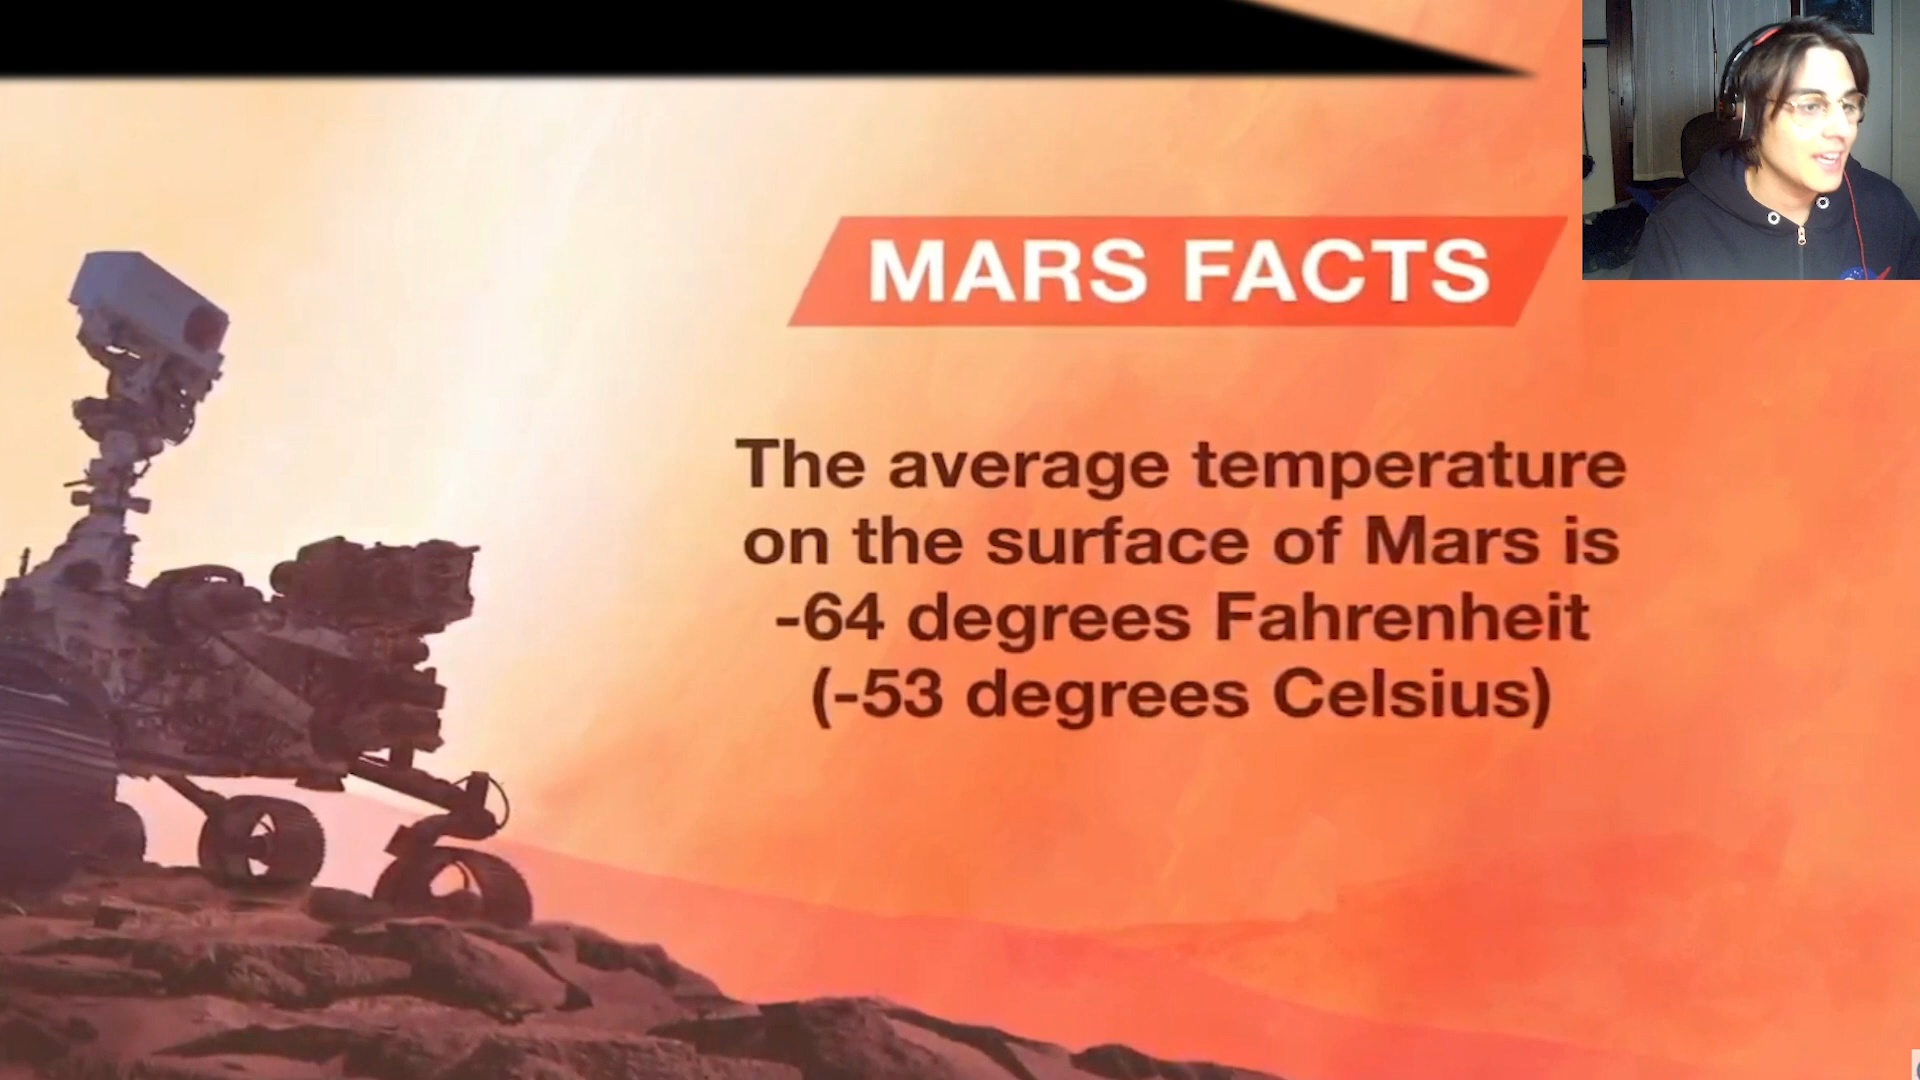 MARS FACTS
The average temperature
on the surface of Mars is
-64 degrees Fahrenheit
(-53 degrees Celsius)